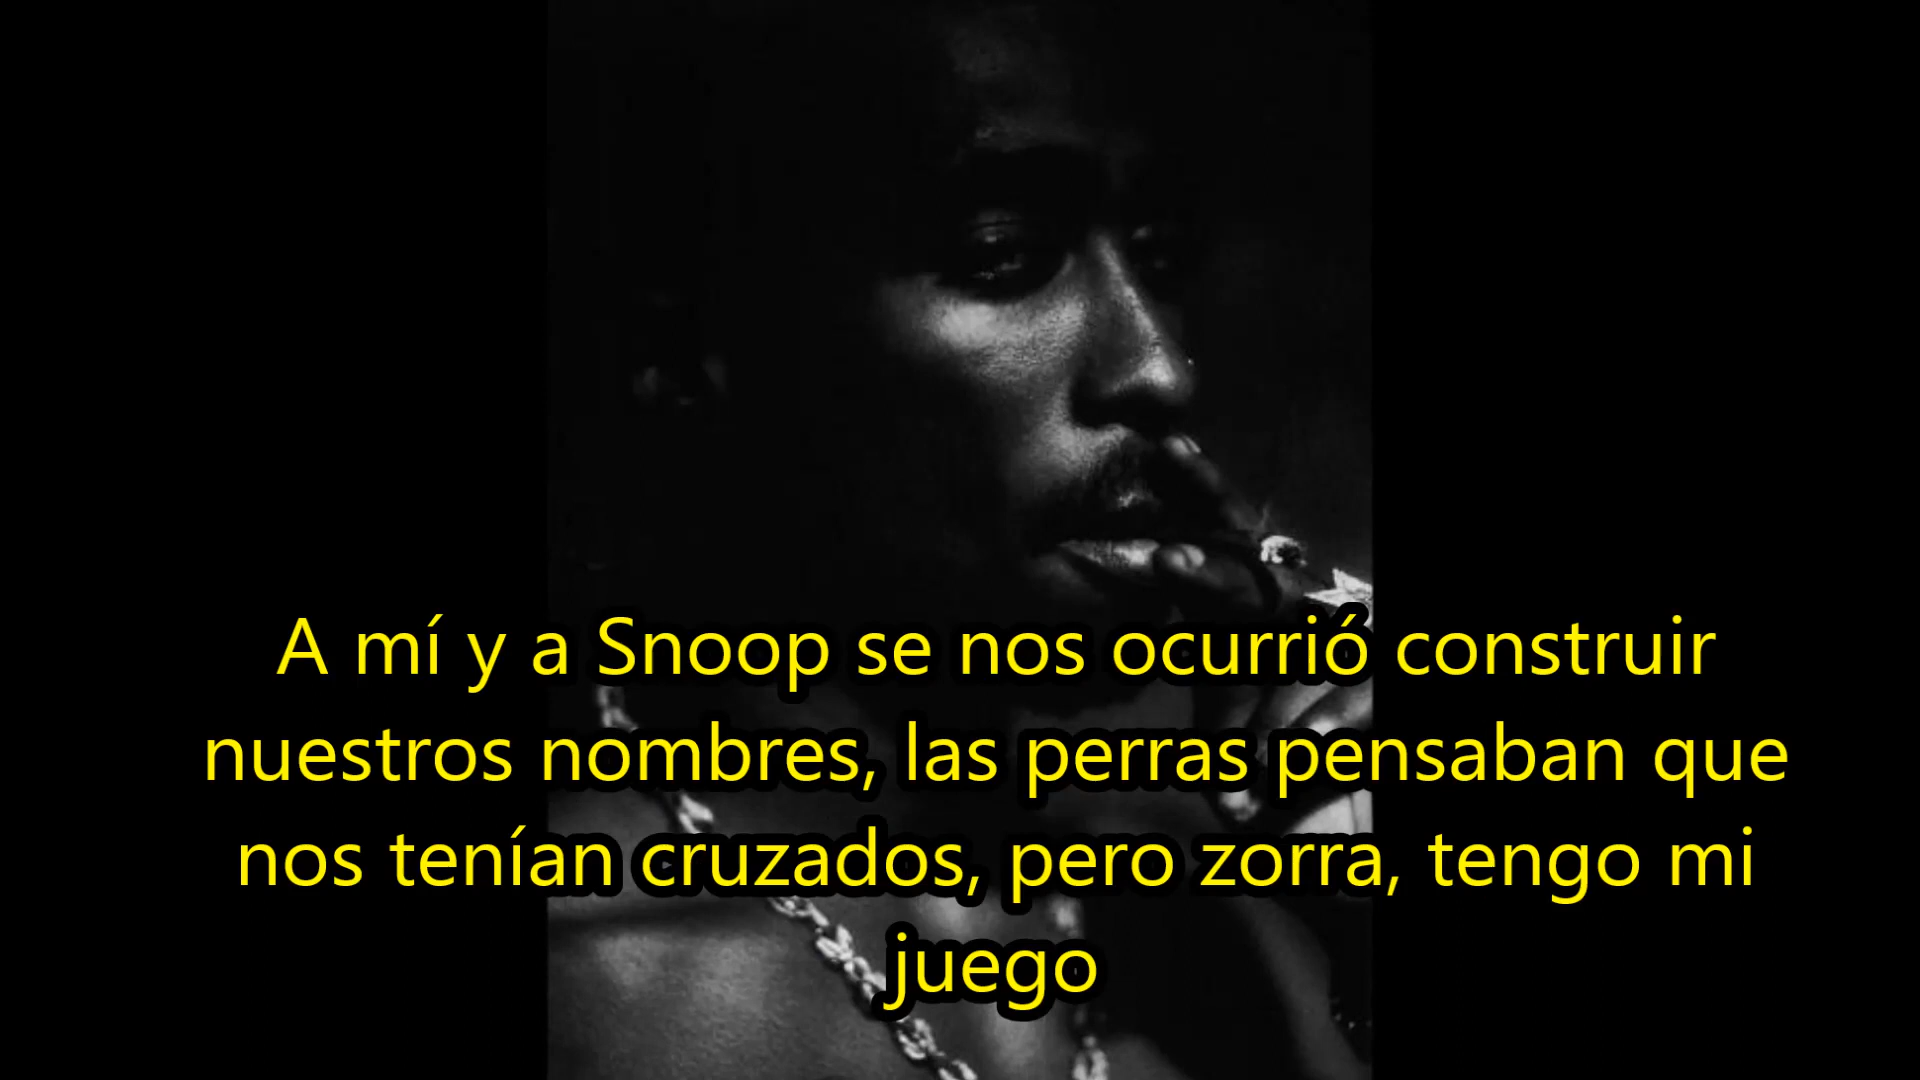 A mí y a Snoop se nos ocurrió construir
nuestros nombres, las perras pensaban que
nos tenían cruzados, pero zorra, tengo mi
juego